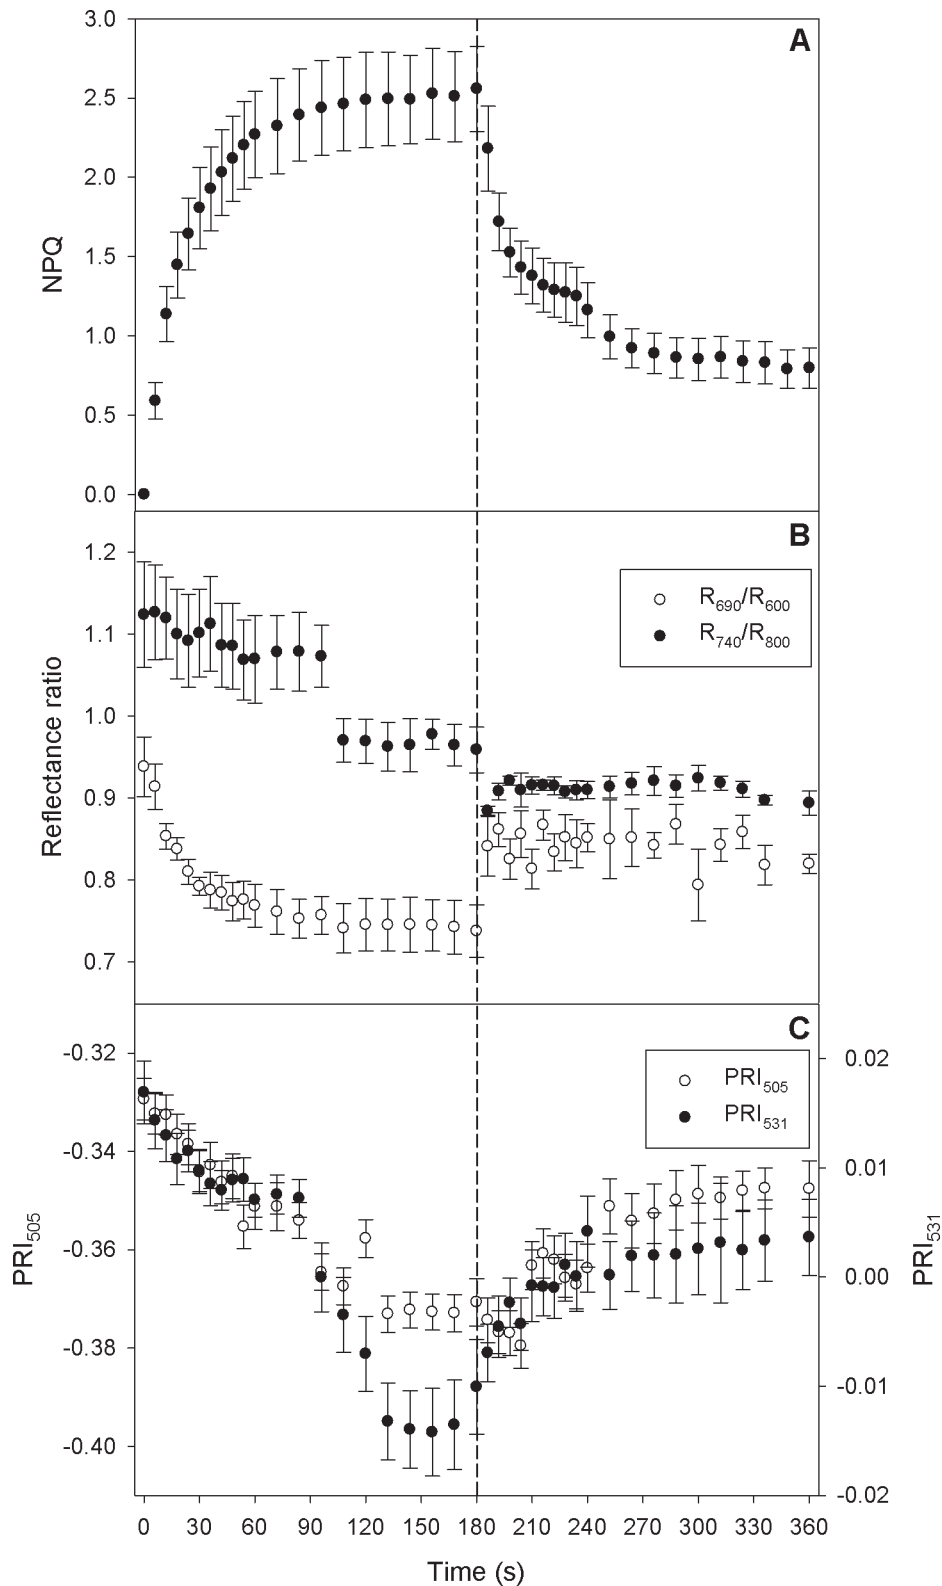 A
3.0
2.5
2.0
1.5
1.0
0.5
0.0
NPQ
B
1.2
1.1
1.0
0.9
0.8
0.7
Reflectance ratio
R690/R600
R740/R800
C
-0.32
-0.34
-0.36
-0.38
-0.40
PRI505
PRI505
PRI531
0.02
0.01
0.00
-0.01
-0.02
PRI531
0 30 60 90 120 150 180 210 240 270 300 330 360
Time (s)